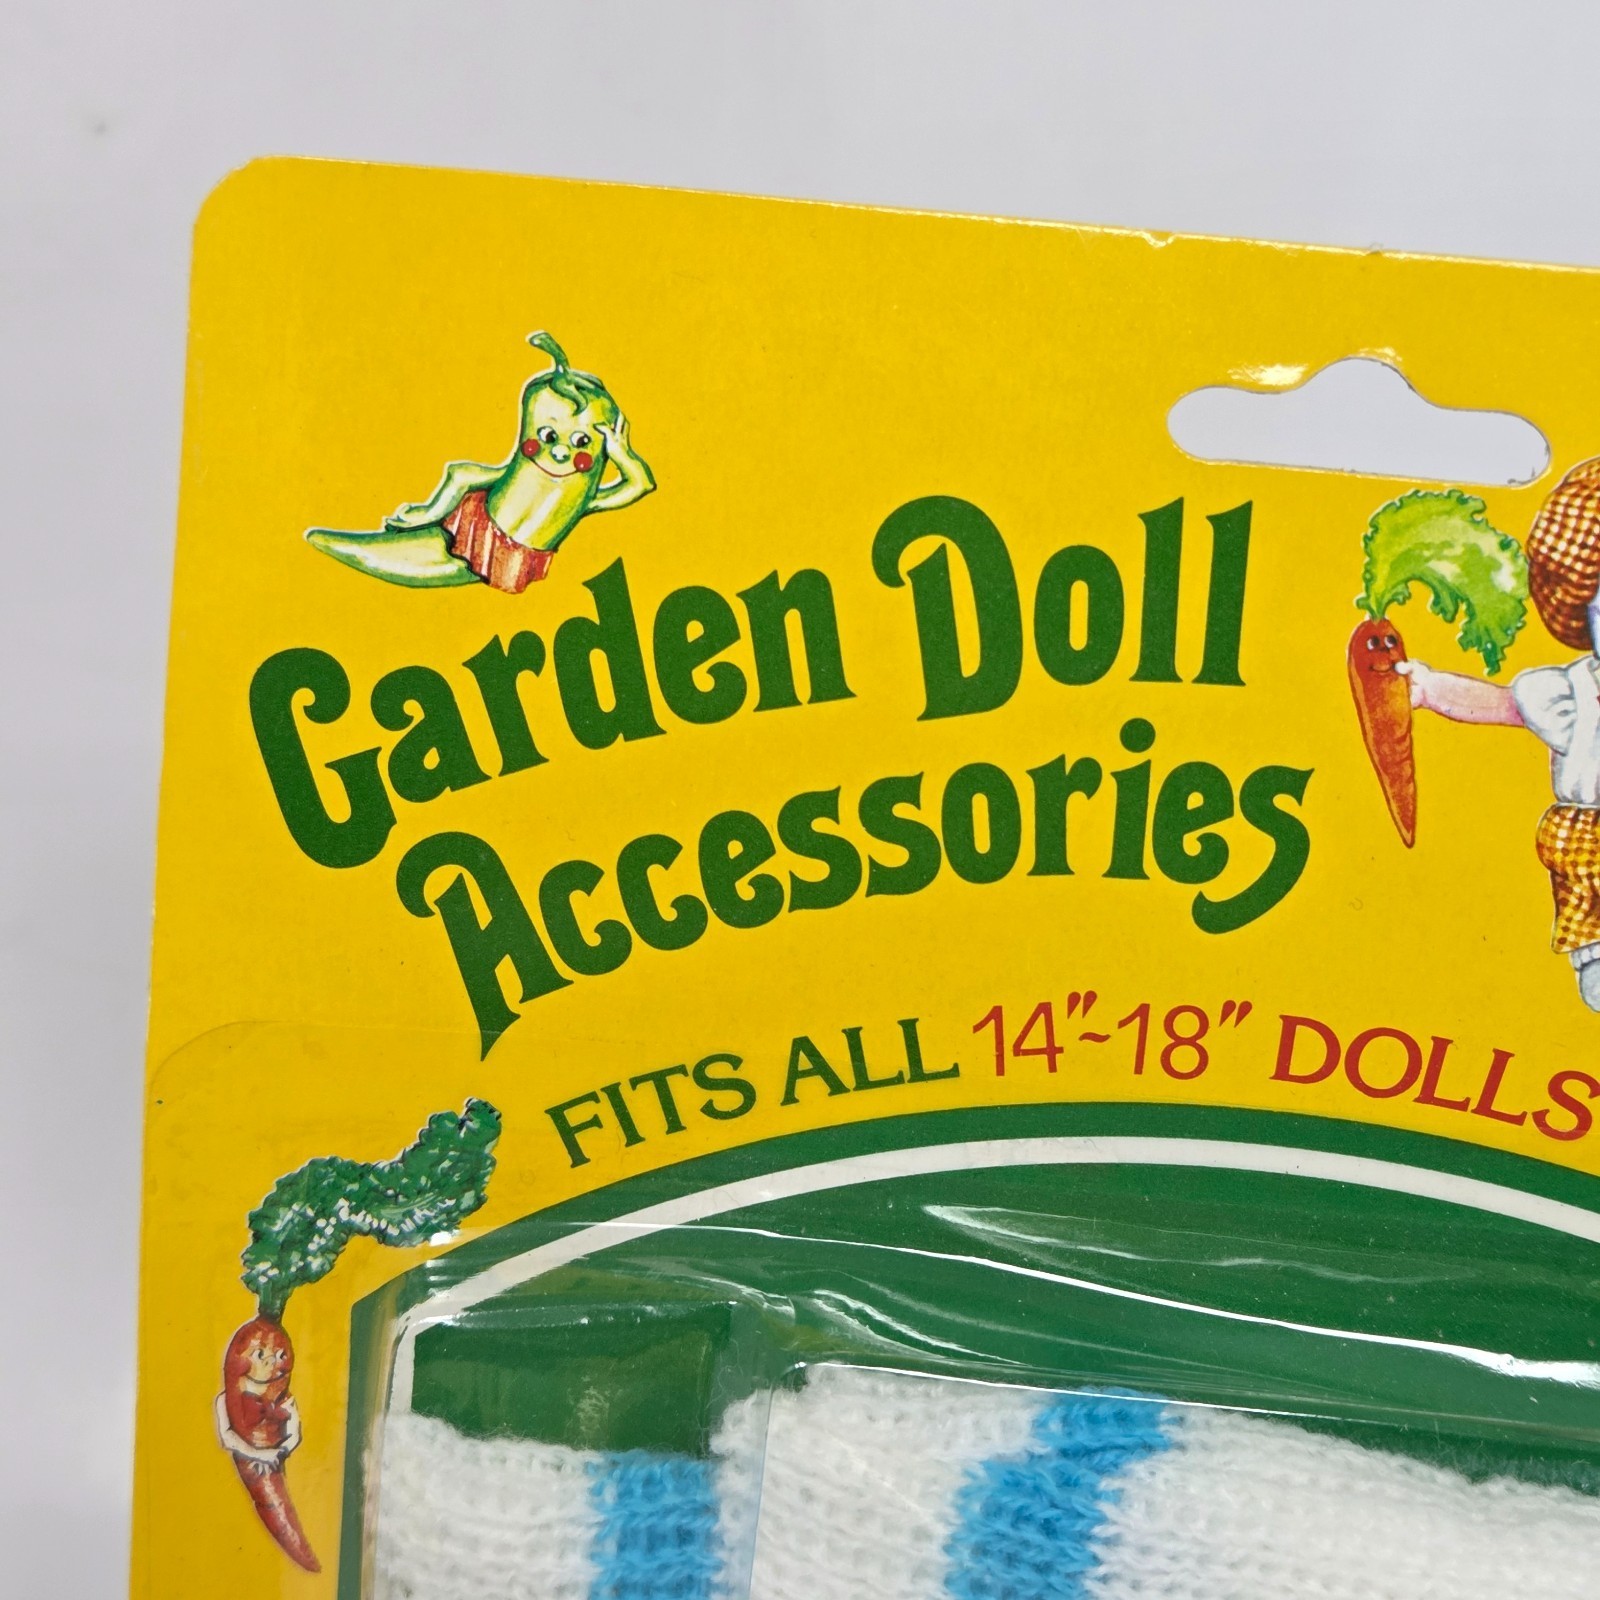 Garden Doll
Accessories
FITS ALL 14"~18" DOLLS